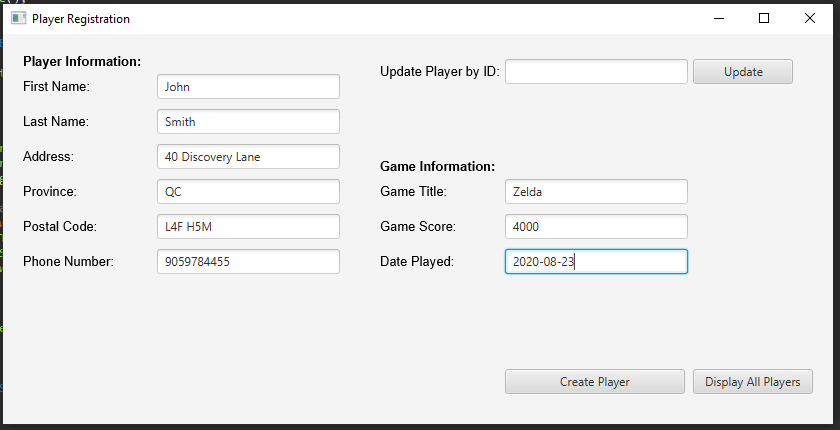 Player Registration
Player Information:
First Name: John
Last Name: Smith
Address: 40 Discovery Lane
Province: QC
Postal Code: L4F H5M
Phone Number: 9059784455
Update Player by ID: Update
Game Information:
Game Title: Zelda
Game Score: 4000
Date Played: 2020-08-23
Create Player Display All Players